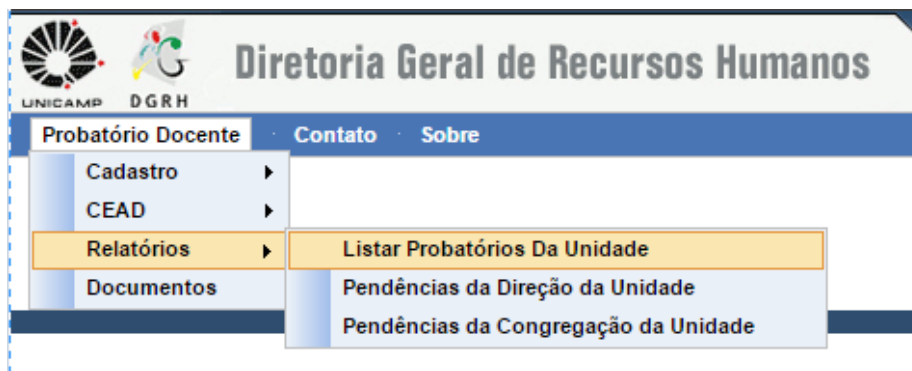 UNICAMP DGRH Diretoria Geral de Recursos Humanos
Probatório Docente · Contato · Sobre
Cadastro
CEAD
Relatórios
Listar Probatórios Da Unidade
Documentos
Pendências da Direção da Unidade
Pendências da Congregação da Unidade